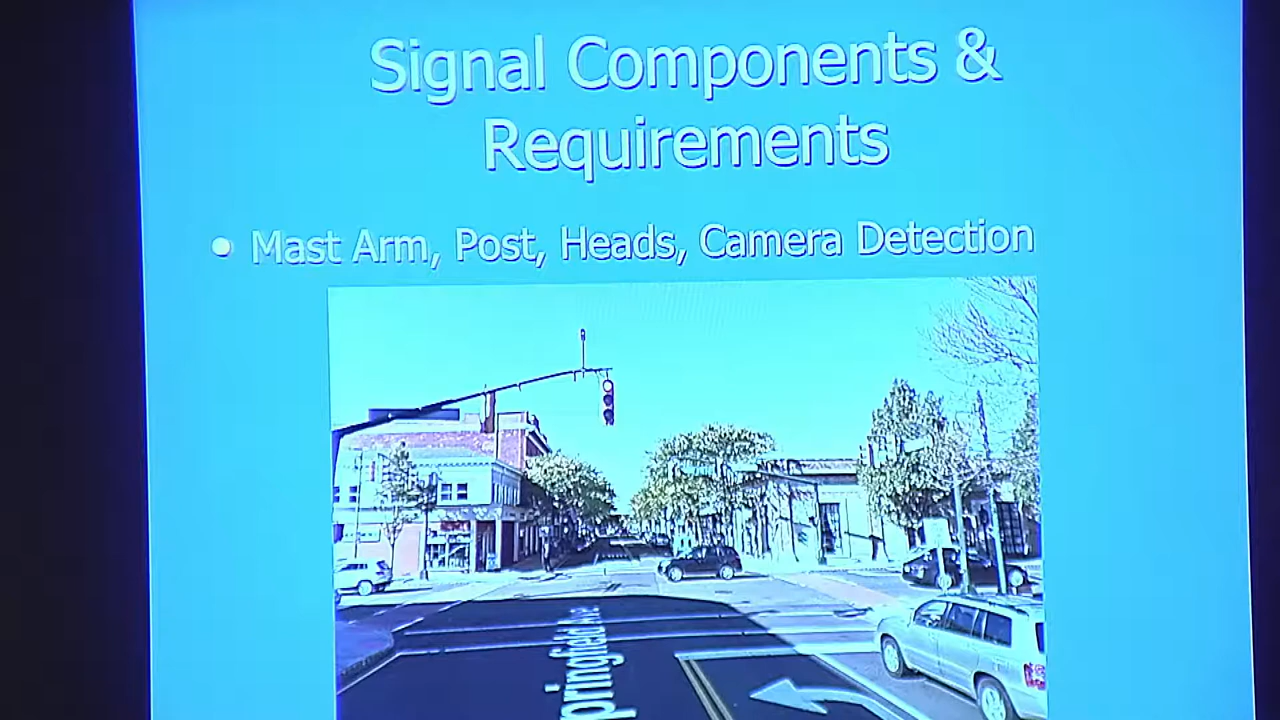 Signal Components &
Requirements
• Mast Arm, Post, Heads, Camera Detection
Springfield Ave